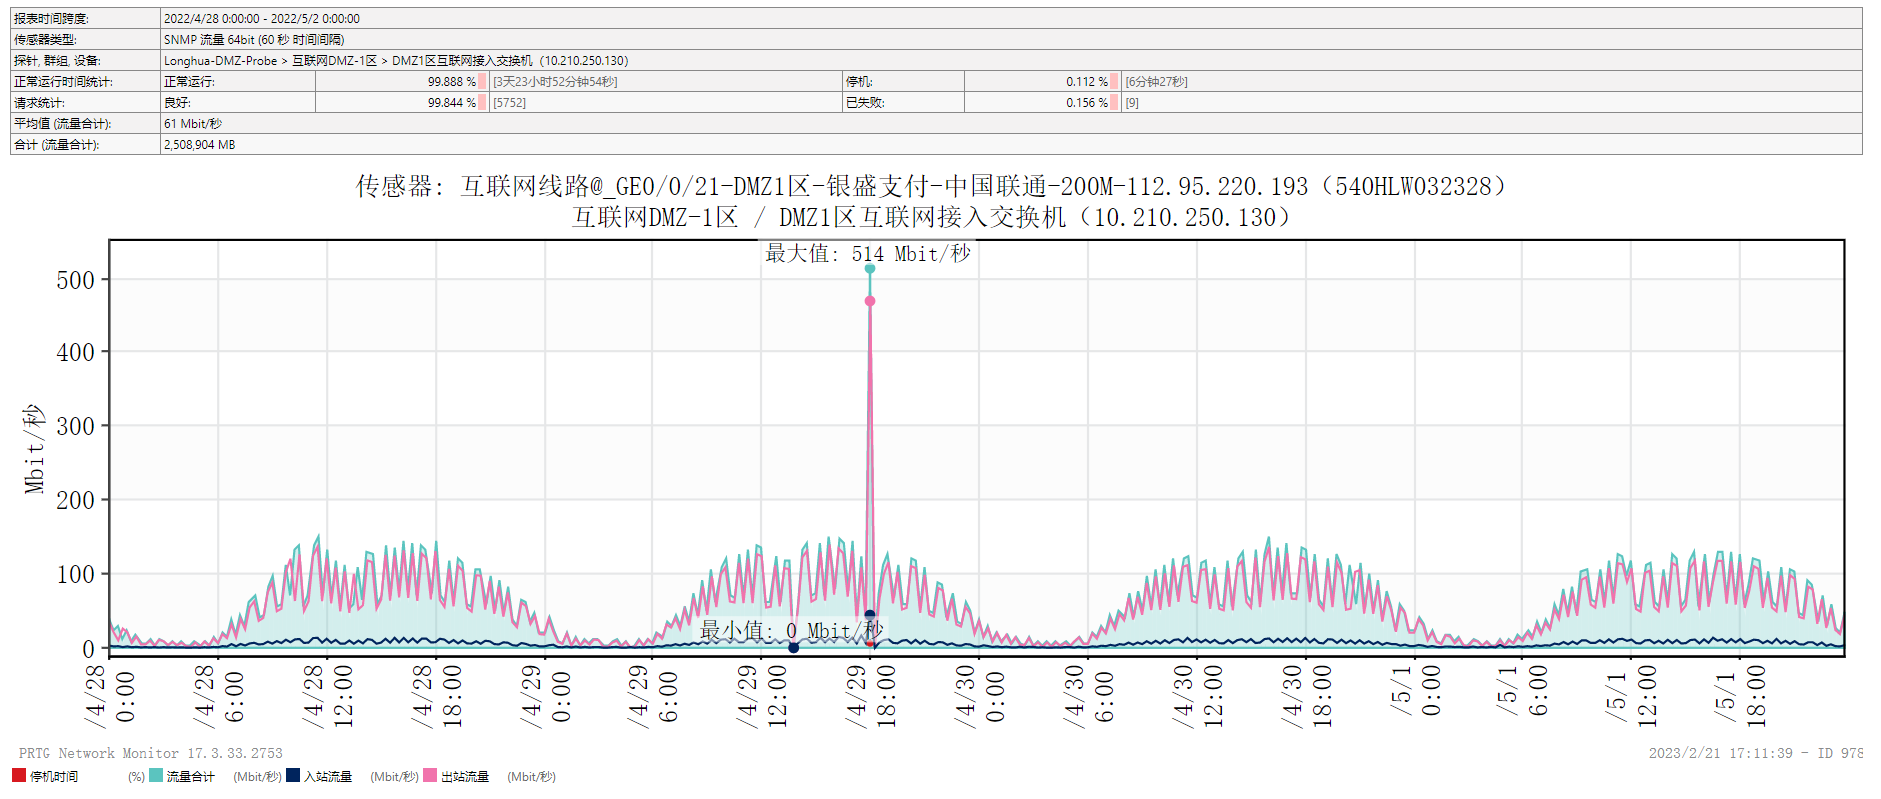 报表时间跨度: 2022/4/28 0:00:00 - 2022/5/2 0:00:00
传感器类型: SNMP 流量 64bit (60 秒 时间间隔)
探针, 群组, 设备: Longhua-DMZ-Probe > 互联网DMZ-1区 > DMZ1区互联网接入交换机（10.210.250.130）
正常运行时间统计: 正常运行: 99.888 % [3天23小时52分钟54秒] 停机: 0.112 % [6分钟27秒]
请求统计: 良好: 99.844 % [5752] 已失败: 0.156 % [9]
平均值 (流量合计): 61 Mbit/秒
合计 (流量合计): 2,508,904 MB
传感器: 互联网线路@_GE0/0/21-DMZ1区-银盛支付-中国联通-200M-112.95.220.193（540HLW032328）
互联网DMZ-1区 / DMZ1区互联网接入交换机（10.210.250.130）
最大值: 514 Mbit/秒
500
400
300
200
100
0
Mbit/秒
最小值: 0 Mbit/秒
/4/28 0:00
/4/28 6:00
/4/28 12:00
/4/28 18:00
/4/29 0:00
/4/29 6:00
/4/29 12:00
/4/29 18:00
/4/30 0:00
/4/30 6:00
/4/30 12:00
/4/30 18:00
/5/1 0:00
/5/1 6:00
/5/1 12:00
/5/1 18:00
PRTG Network Monitor 17.3.33.2753 2023/2/21 17:11:39 - ID 978
停机时间 (%) 流量合计 (Mbit/秒) 入站流量 (Mbit/秒) 出站流量 (Mbit/秒)